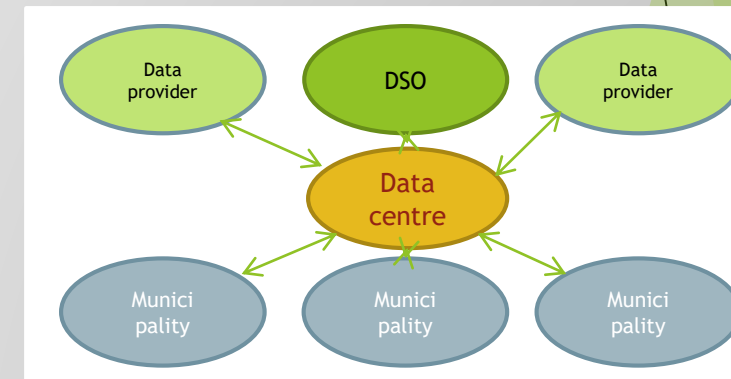 Data
provider
DSO
Data
provider
Data
centre
Munici
pality
Munici
pality
Munici
pality